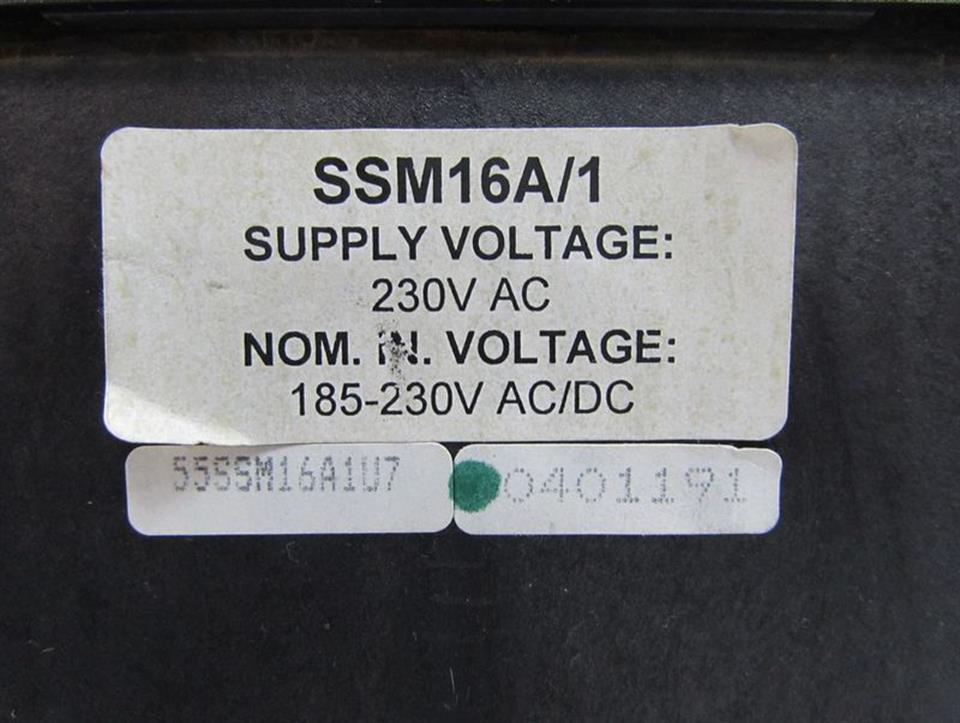 SSM16A/1
SUPPLY VOLTAGE:
230V AC
NOM. IN. VOLTAGE:
185-230V AC/DC
55SSM16A1U7
0401191